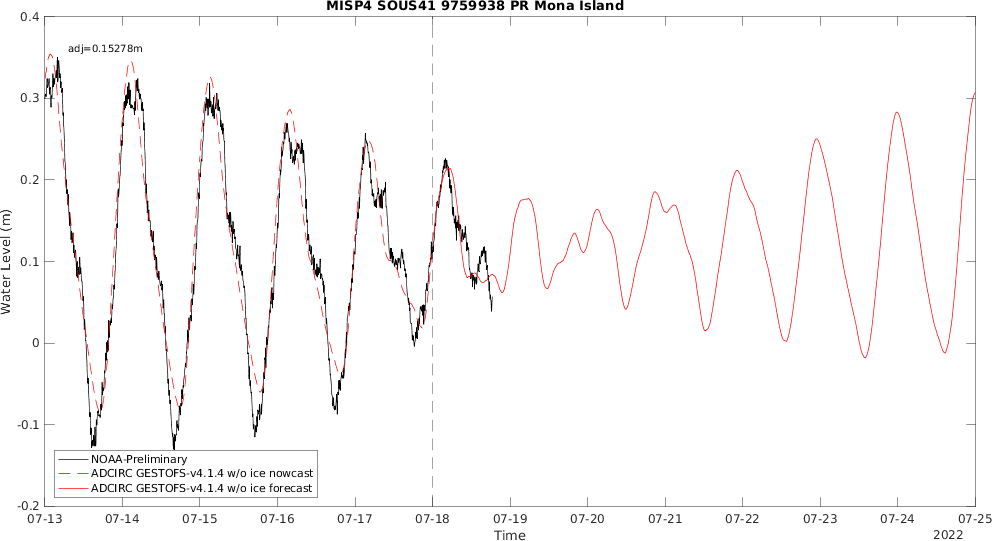 MISP4 SOUS41 9759938 PR Mona Island
adj=0.15278m
Water Level (m)
0.4
0.3
0.2
0.1
0
-0.1
-0.2
NOAA-Preliminary
ADCIRC GESTOFS-v4.1.4 w/o ice nowcast
ADCIRC GESTOFS-v4.1.4 w/o ice forecast
07-13 07-14 07-15 07-16 07-17 07-18 07-19 07-20 07-21 07-22 07-23 07-24 07-25
Time
2022